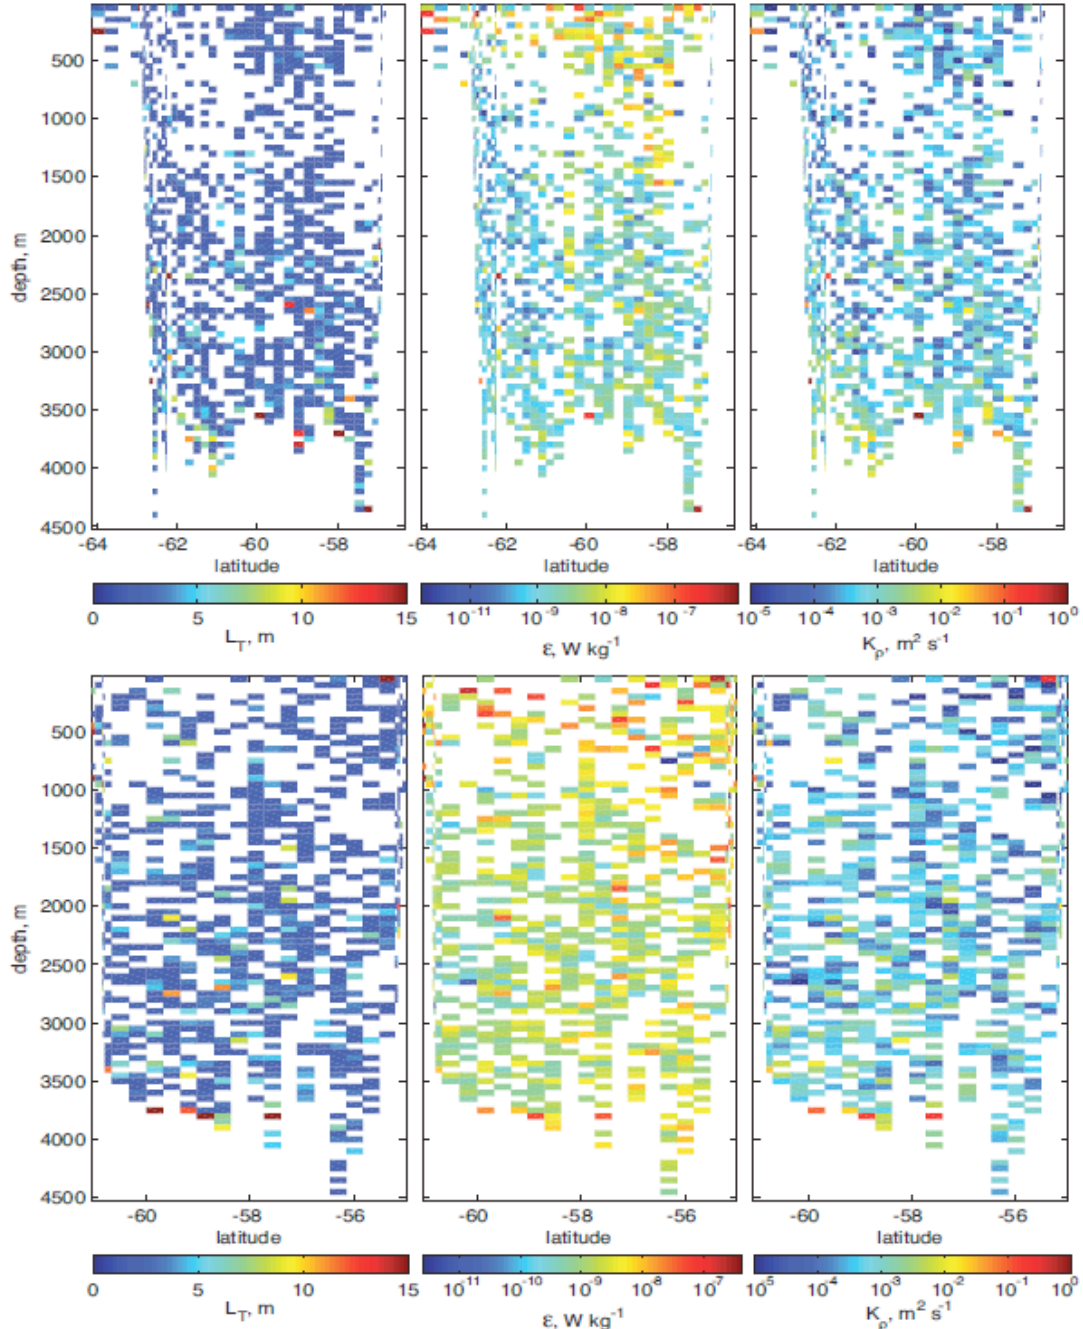 500
1000
1500
2000
2500
3000
3500
4000
4500
depth, m
-64 -62 -60 -58
latitude
-64 -62 -60 -58
latitude
-64 -62 -60 -58
latitude
0 5 10 15
L_T, m
10^-11 10^-9 10^-8 10^-7
ε, W kg^-1
10^-5 10^-4 10^-3 10^-2 10^-1 10^0
K_ρ, m^2 s^-1
500
1000
1500
2000
2500
3000
3500
4000
4500
depth, m
-60 -58 -56
latitude
-60 -58 -56
latitude
-60 -58 -56
latitude
0 5 10 15
L_T, m
10^-11 10^-10 10^-9 10^-8 10^-7
ε, W kg^-1
10^-5 10^-4 10^-3 10^-2 10^-1 10^0
K_ρ, m^2 s^-1